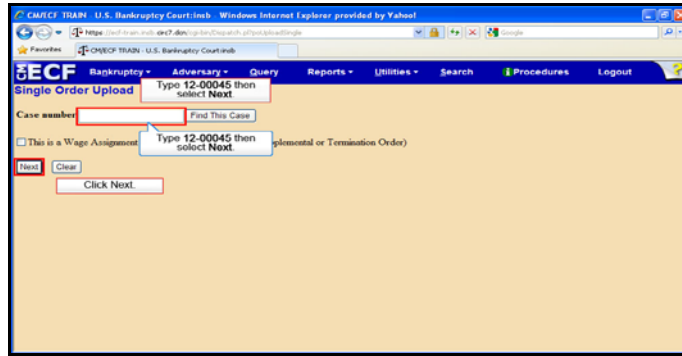 CM/ECF TRAIN - U.S. Bankruptcy Court:insb - Windows Internet Explorer provided by Yahoo!
Google
Favorites CM/ECF TRAIN - U.S. Bankruptcy Court:insb
ECF Bankruptcy Adversary Query Reports Utilities Search Procedures Logout ?
Single Order Upload
Type 12-00045 then
select Next.
Case number Find This Case
Type 12-00045 then
select Next.
This is a Wage Assignment plemental or Termination Order)
Next Clear
Click Next.